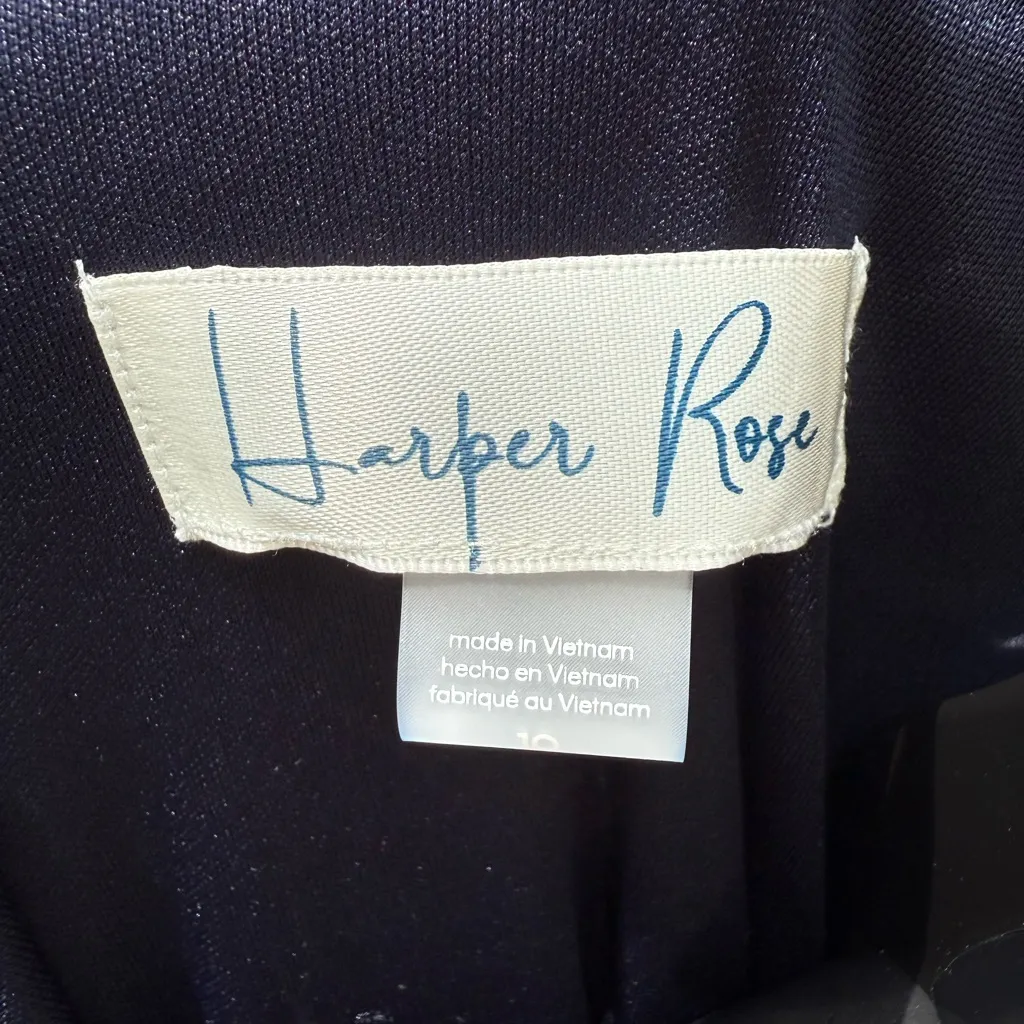 Harper Rose
made in Vietnam
hecho en Vietnam
fabriqué au Vietnam